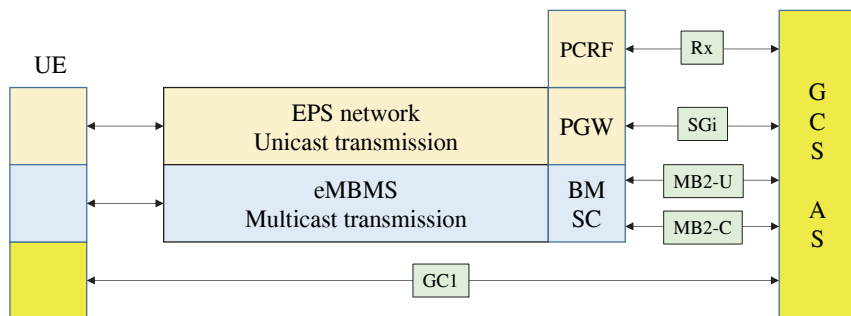 UE
PCRF
Rx
EPS network
Unicast transmission
PGW
SGi
eMBMS
Multicast transmission
BM
SC
MB2-U
MB2-C
GC1
G
C
S
A
S